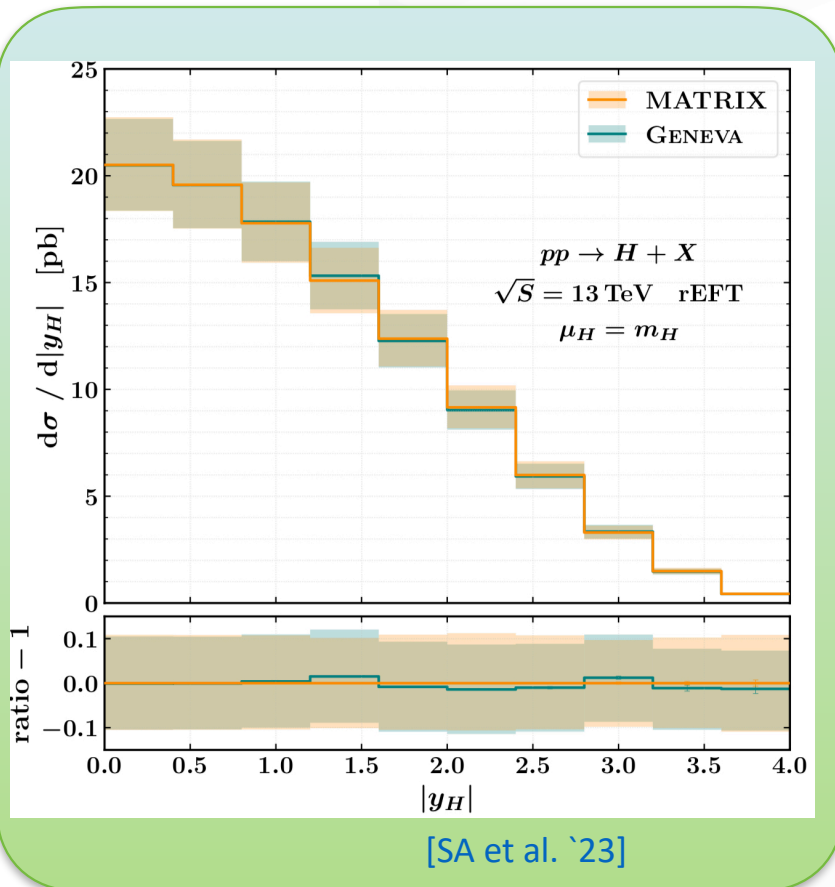 25
20
15
10
5
0
dσ / d|y_H| [pb]
MATRIX
GENEVA
pp → H + X
√S = 13 TeV rEFT
μ_H = m_H
0.1
0.0
−0.1
ratio − 1
0.0 0.5 1.0 1.5 2.0 2.5 3.0 3.5 4.0
|y_H|
[SA et al. `23]